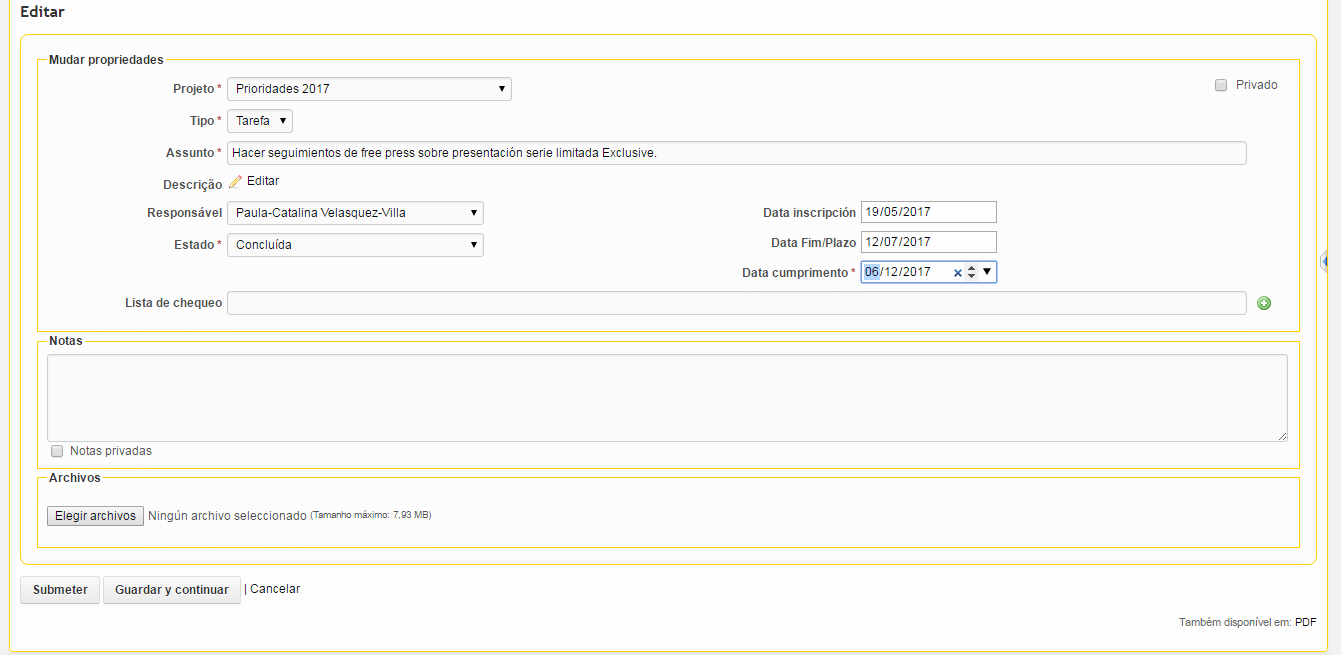 Editar
Mudar propriedades
Projeto * Prioridades 2017
Privado
Tipo * Tarefa
Assunto * Hacer seguimientos de free press sobre presentación serie limitada Exclusive.
Descrição Editar
Responsável Paula-Catalina Velasquez-Villa
Data inscripción 19/05/2017
Estado * Concluída
Data Fim/Plazo 12/07/2017
Data cumprimento * 06/12/2017
Lista de chequeo
Notas
Notas privadas
Archivos
Elegir archivos Ningún archivo seleccionado (Tamanho máximo: 7,93 MB)
Submeter Guardar y continuar | Cancelar
Também disponível em: PDF